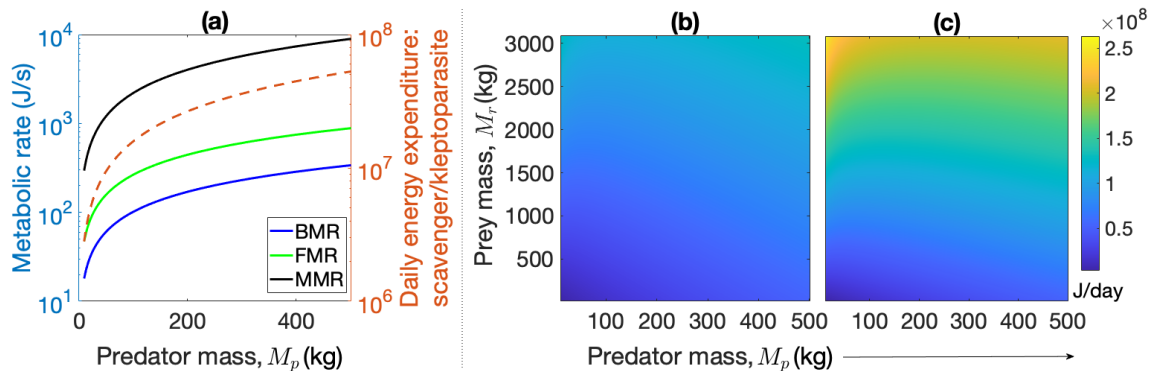 (a)
Metabolic rate (J/s)
10^4
10^3
10^2
10^1
BMR
FMR
MMR
0
200
400
Predator mass, M_p (kg)
10^8
10^7
10^6
Daily energy expenditure:
scavenger/kleptoparasite
(b)
Prey mass, M_r (kg)
3000
2500
2000
1500
1000
500
100
200
300
400
500
(c)
100
200
300
400
500
Predator mass, M_p (kg)
×10^8
2.5
2
1.5
1
0.5
J/day